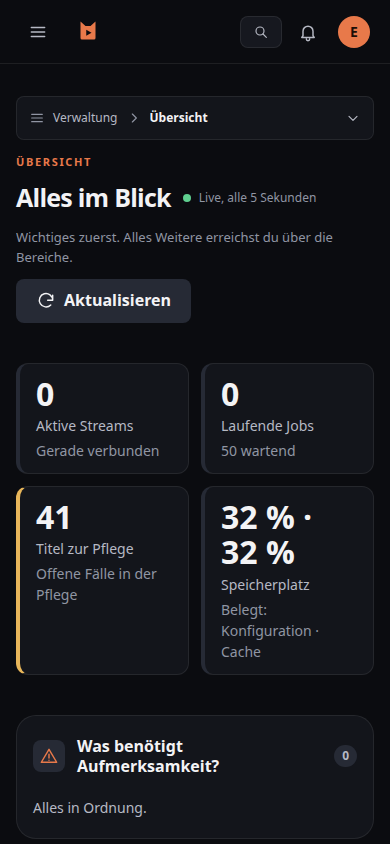 E
Verwaltung > Übersicht
ÜBERSICHT
Alles im Blick Live, alle 5 Sekunden
Wichtiges zuerst. Alles Weitere erreichst du über die
Bereiche.
Aktualisieren
0
Aktive Streams
Gerade verbunden
0
Laufende Jobs
50 wartend
41
Titel zur Pflege
Offene Fälle in der
Pflege
32 % ·
32 %
Speicherplatz
Belegt:
Konfiguration ·
Cache
Was benötigt
Aufmerksamkeit?
0
Alles in Ordnung.